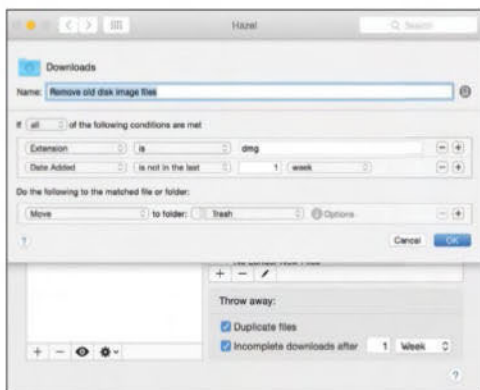 Hazel
Search
Downloads
Name: Remove old disk image files
If all of the following conditions are met
Extension is dmg
Date Added is not in the last 1 week
Do the following to the matched file or folder:
Move to folder: Trash Options
? Cancel OK
Throw away:
Duplicate files
Incomplete downloads after 1 Week
?